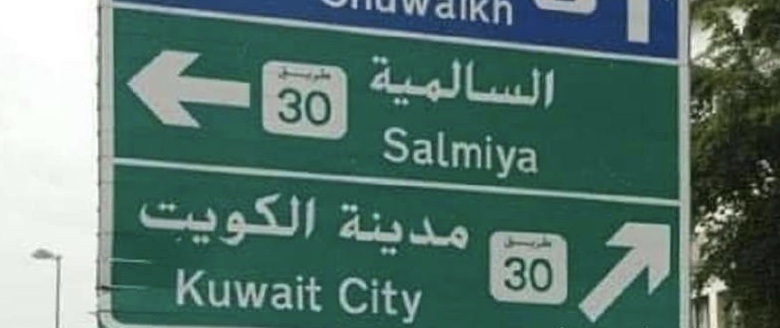 Shuwaikh
السالمية
طريق
30
Salmiya
مدينة الكويت
طريق
30
Kuwait City